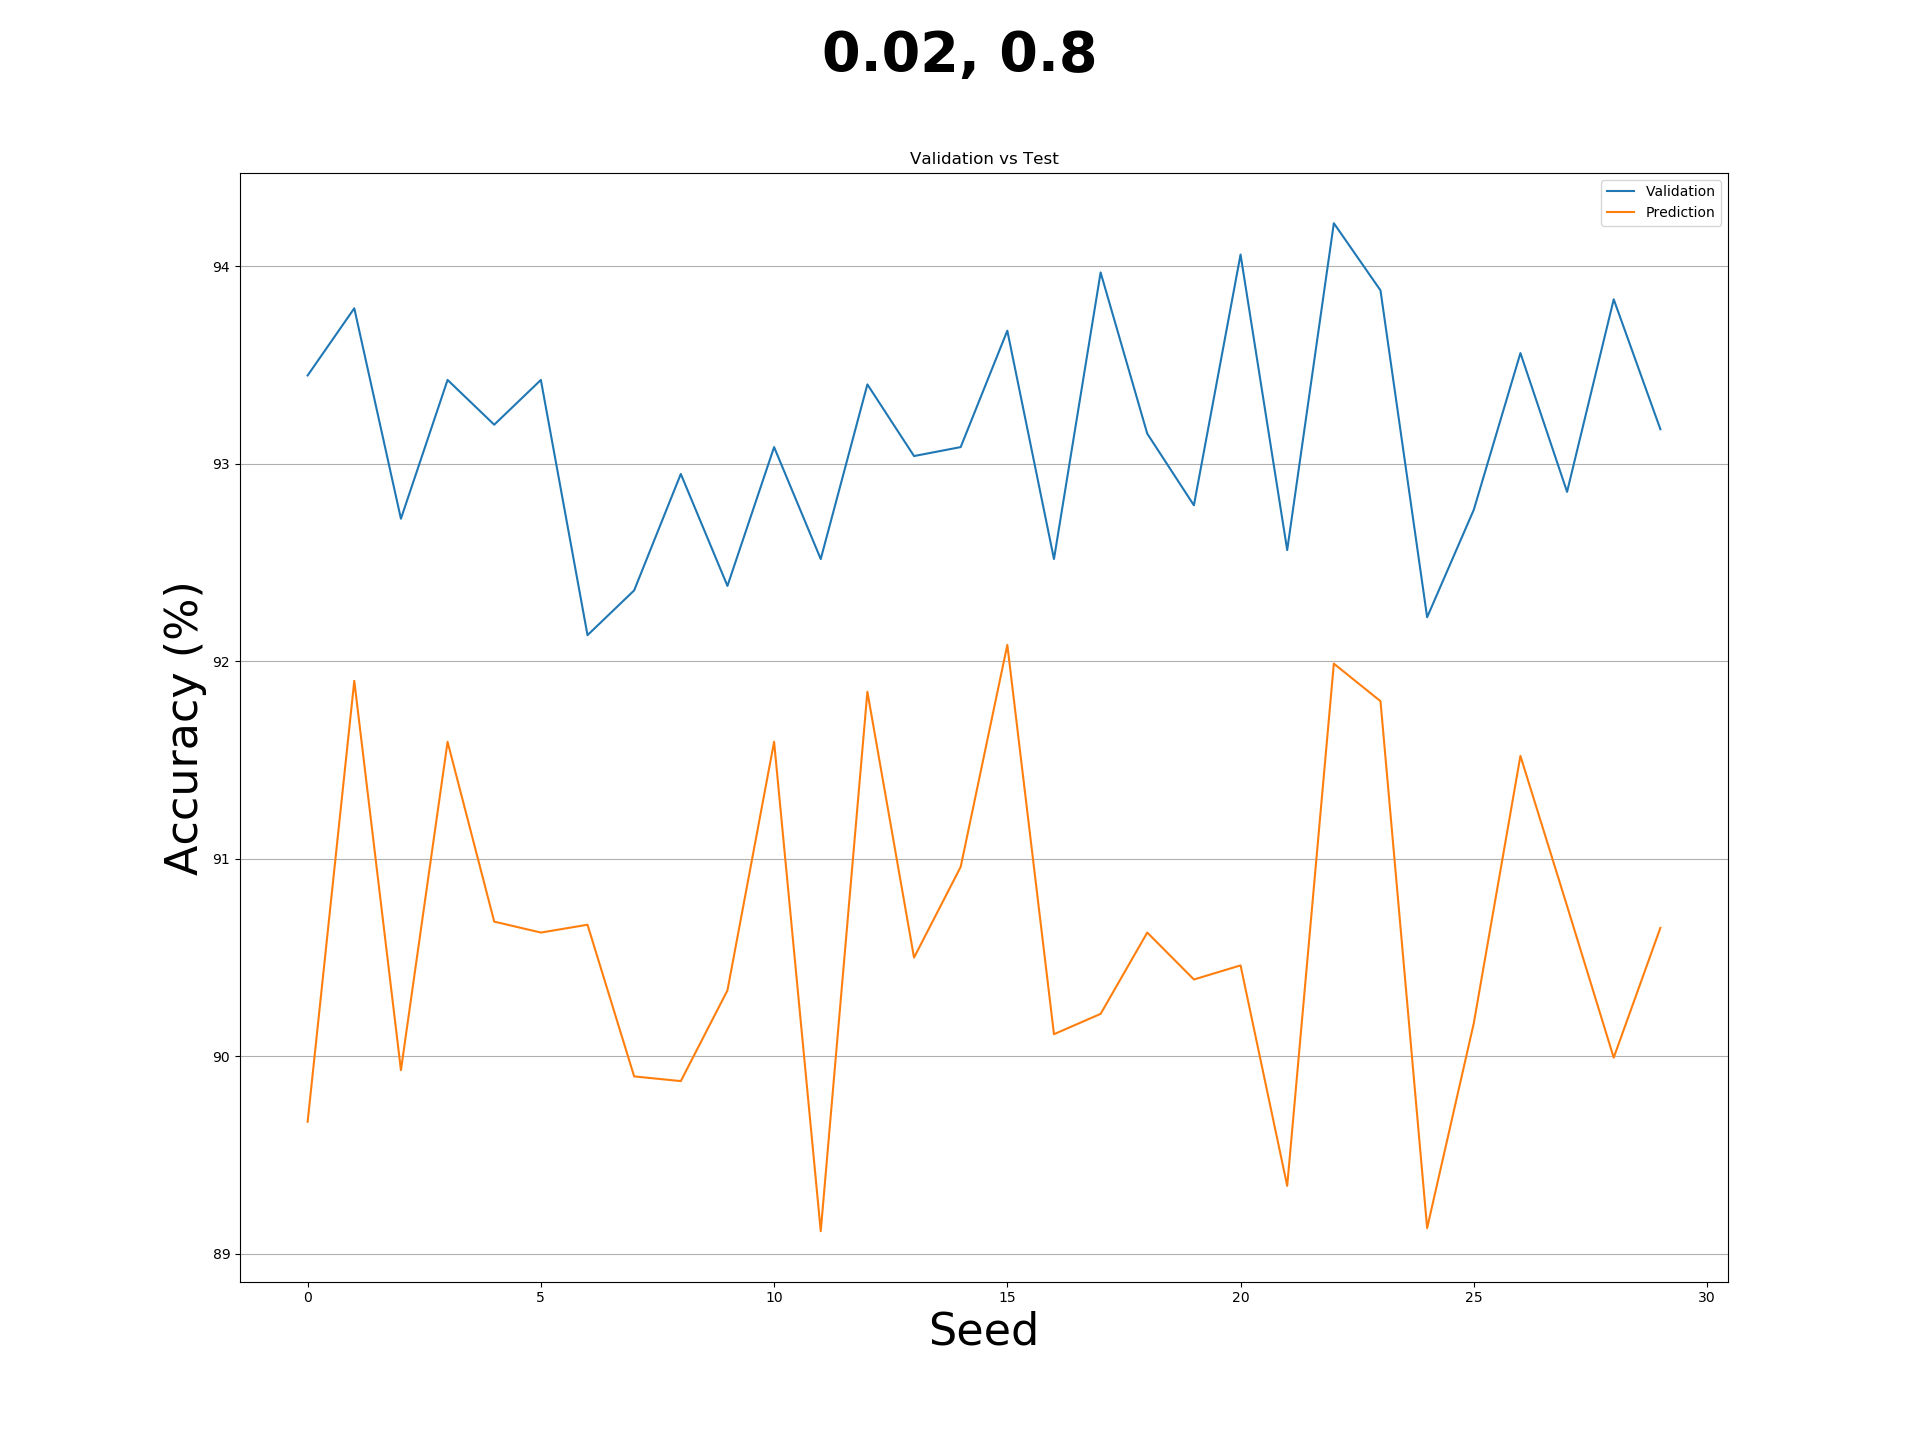 0.02, 0.8
Validation vs Test
Validation
Prediction
94
93
92
91
90
89
Accuracy (%)
0 5 10 15 20 25 30
Seed